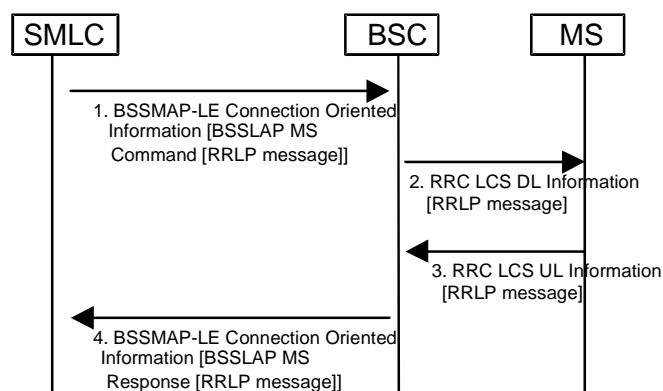 SMLC
BSC
MS
1. BSSMAP-LE Connection Oriented
Information [BSSLAP MS
Command [RRLP message]]
2. RRC LCS DL Information
[RRLP message]
3. RRC LCS UL Information
[RRLP message]
4. BSSMAP-LE Connection Oriented
Information [BSSLAP MS
Response [RRLP message]]